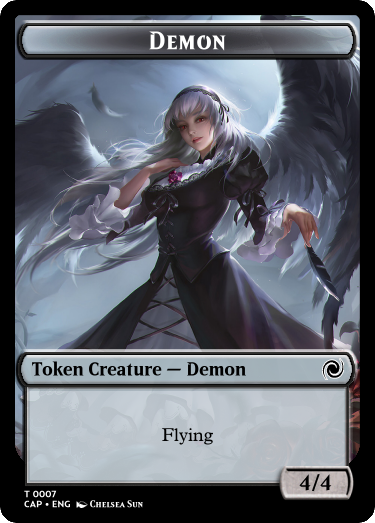 Demon
Token Creature — Demon
Flying
4/4
T 0007
CAP • ENG Chelsea Sun